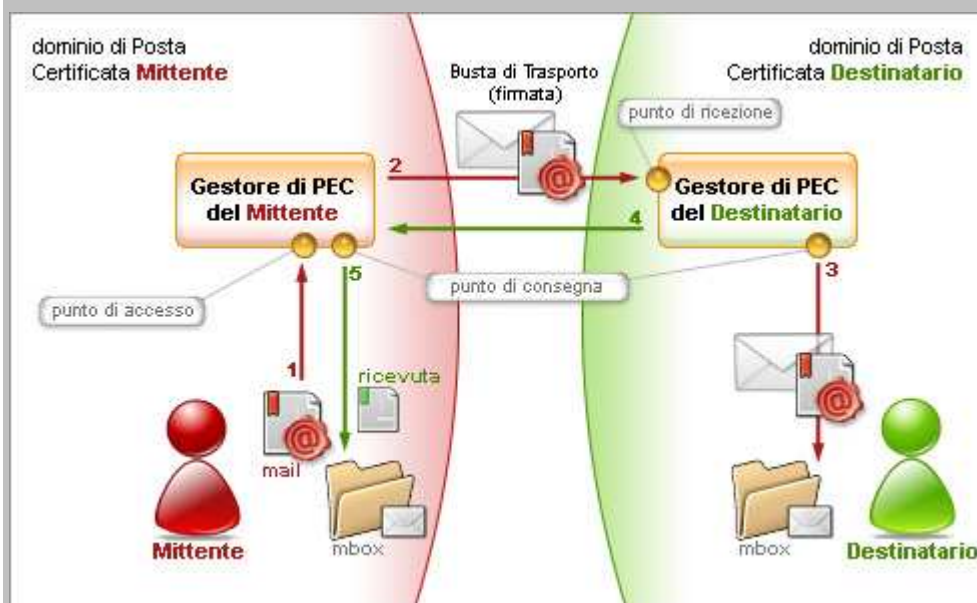 dominio di Posta
Certificata Mittente
dominio di Posta
Certificata Destinatario
Busta di Trasporto
(firmata)
punto di ricezione
2
Gestore di PEC
del Mittente
Gestore di PEC
del Destinatario
4
5
3
punto di consegna
punto di accesso
1
ricevuta
mail
mbox
Mittente
mbox
Destinatario